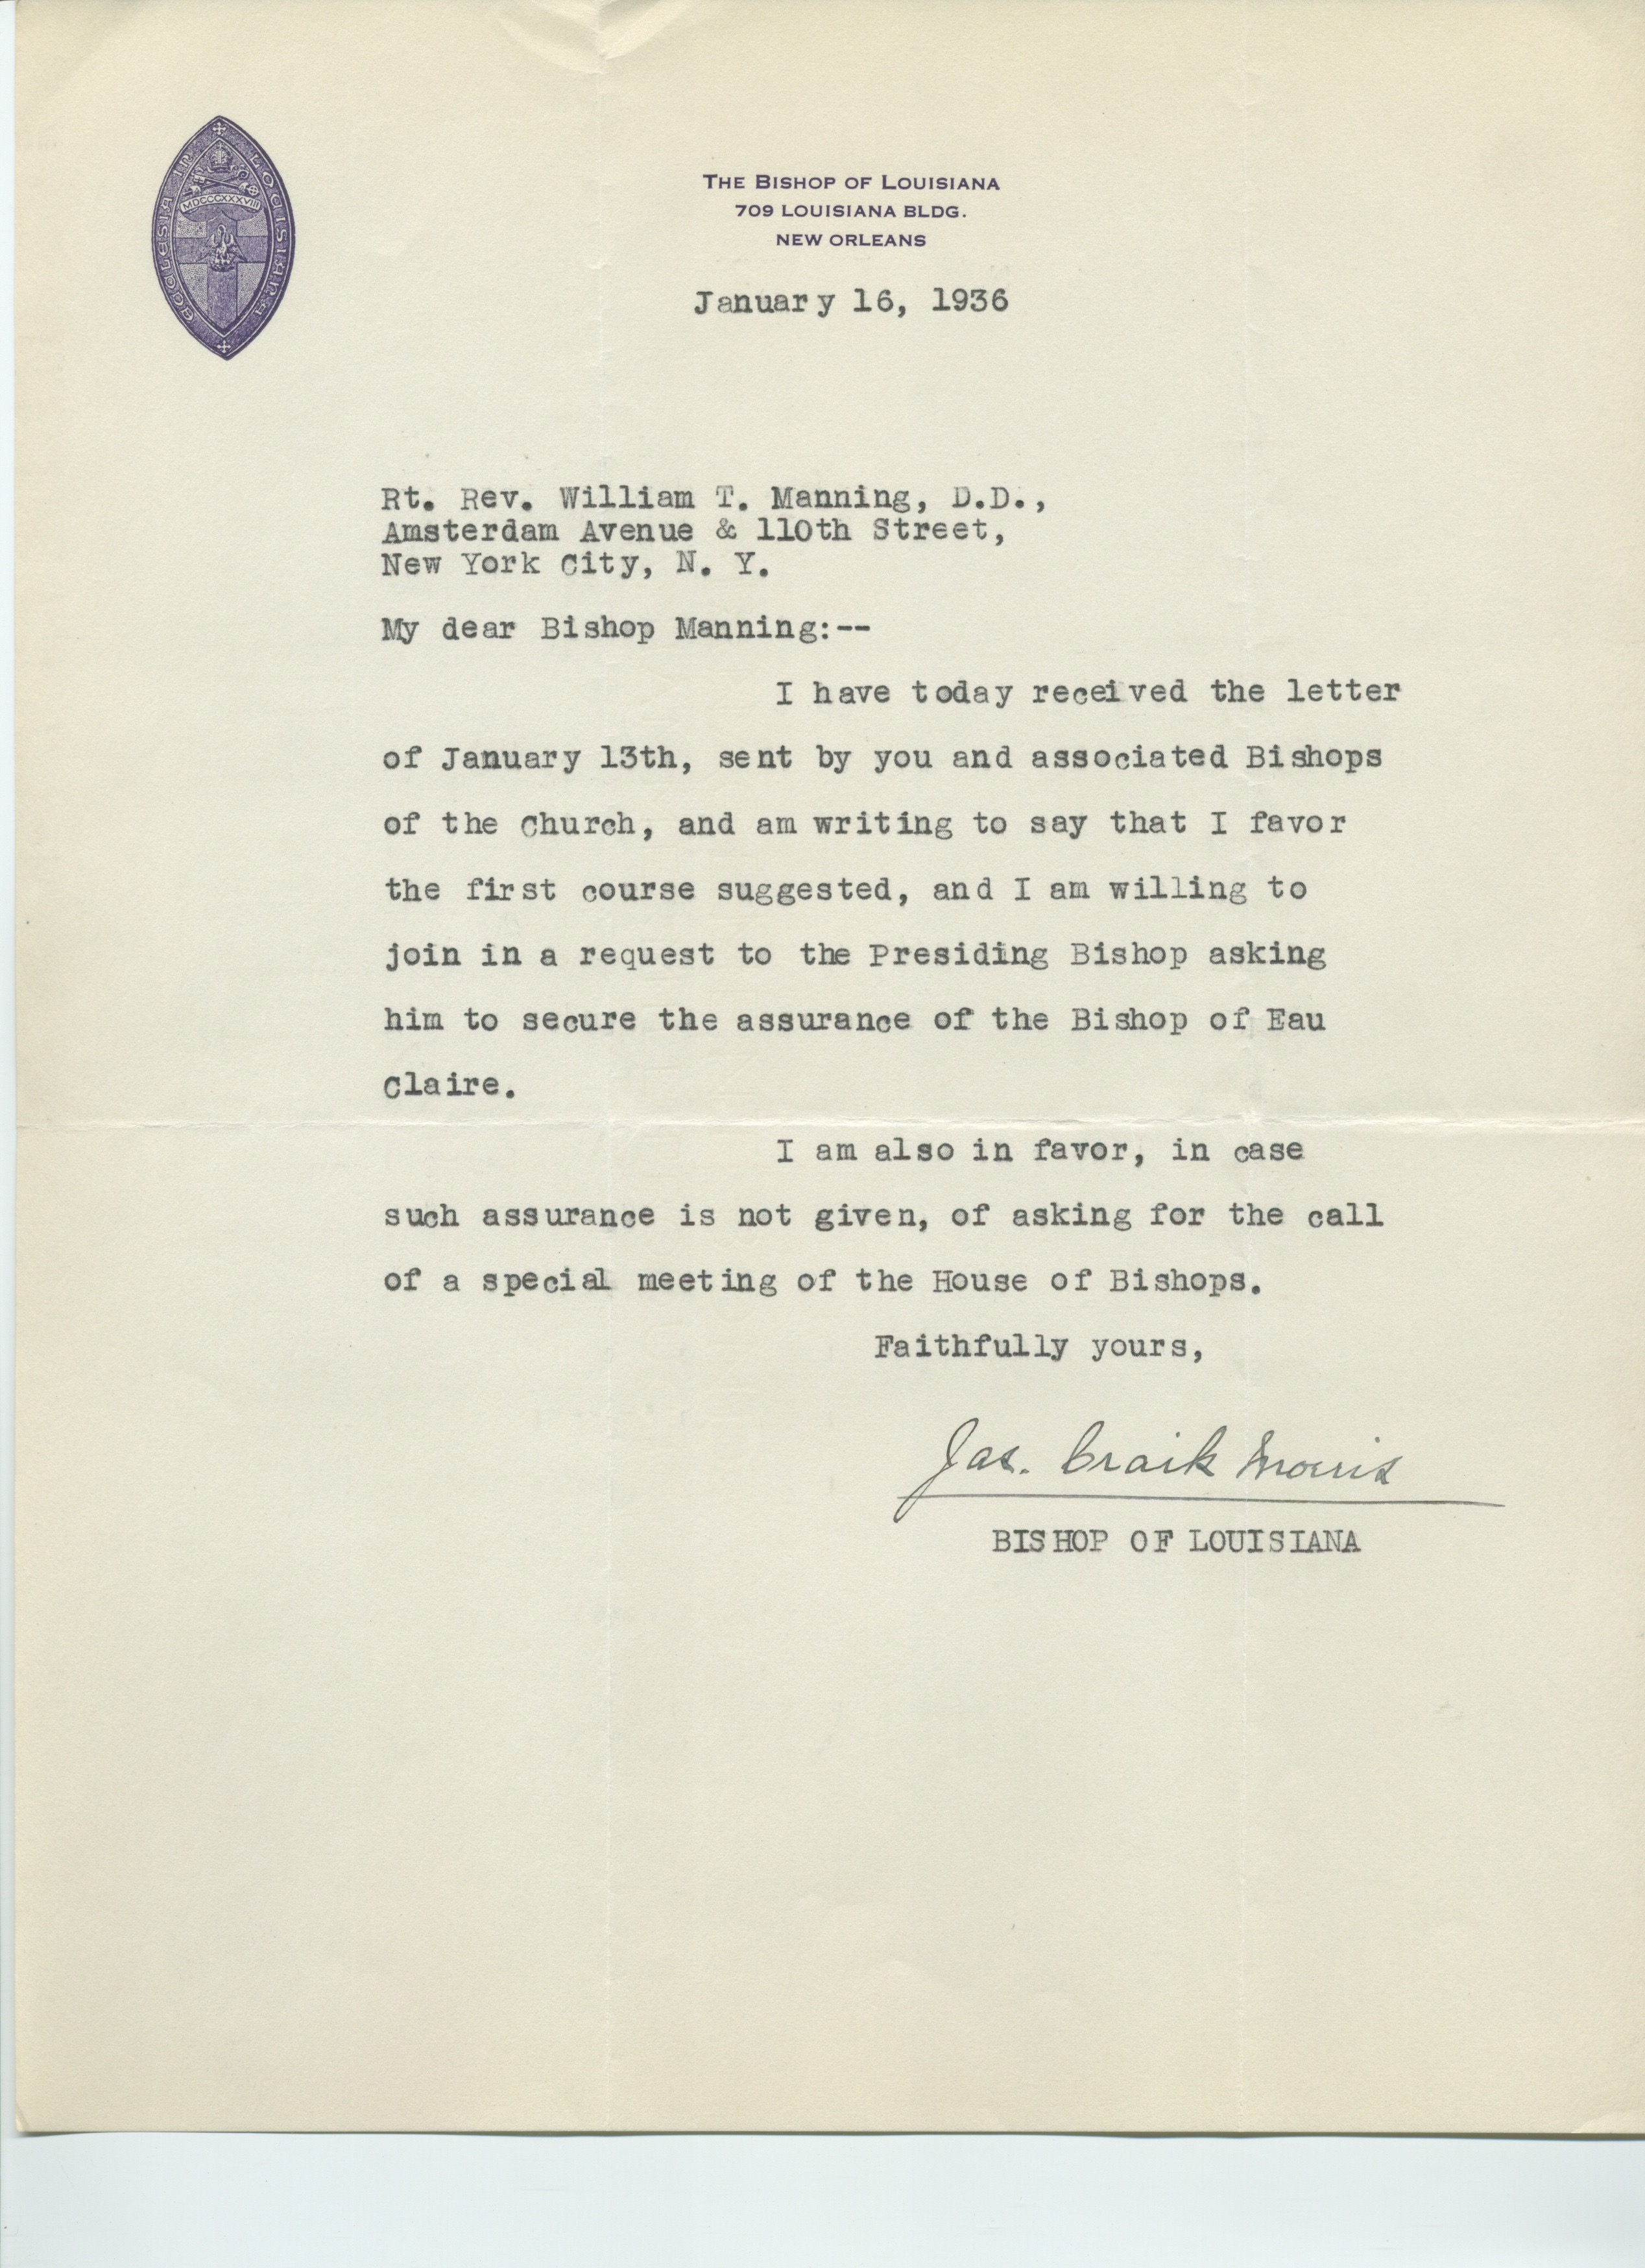 ECCLESIA IN LOUISIANA
MDCCCXXXVIII
THE BISHOP OF LOUISIANA
709 LOUISIANA BLDG.
NEW ORLEANS
January 16, 1936
Rt. Rev. William T. Manning, D.D.,
Amsterdam Avenue & 110th Street,
New York City, N. Y.
My dear Bishop Manning:--
I have today received the letter
of January 13th, sent by you and associated Bishops
of the Church, and am writing to say that I favor
the first course suggested, and I am willing to
join in a request to the Presiding Bishop asking
him to secure the assurance of the Bishop of Eau
Claire.
I am also in favor, in case
such assurance is not given, of asking for the call
of a special meeting of the House of Bishops.
Faithfully yours,
Jas. Craik Morris
BISHOP OF LOUISIANA